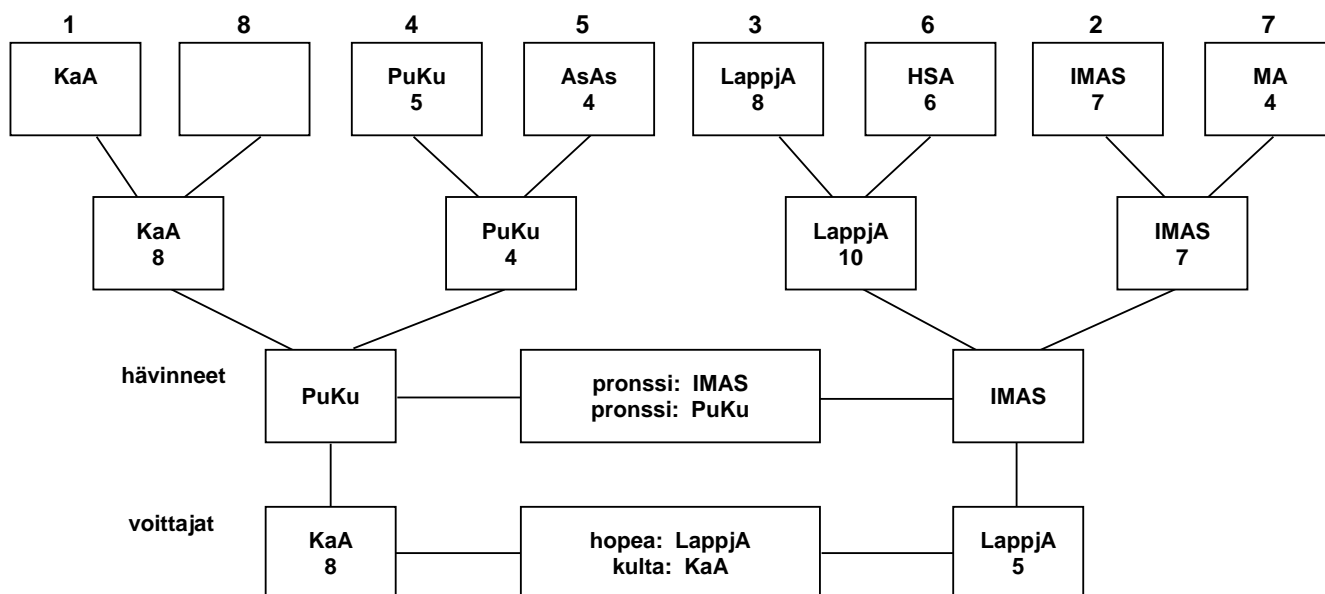 1 8 4 5 3 6 2 7
KaA PuKu AsAs LappjA HSA IMAS MA
5 4 8 6 7 4
KaA PuKu LappjA IMAS
8 4 10 7
hävinneet
PuKu
pronssi: IMAS
pronssi: PuKu
IMAS
voittajat
KaA
8
hopea: LappjA
kulta: KaA
LappjA
5